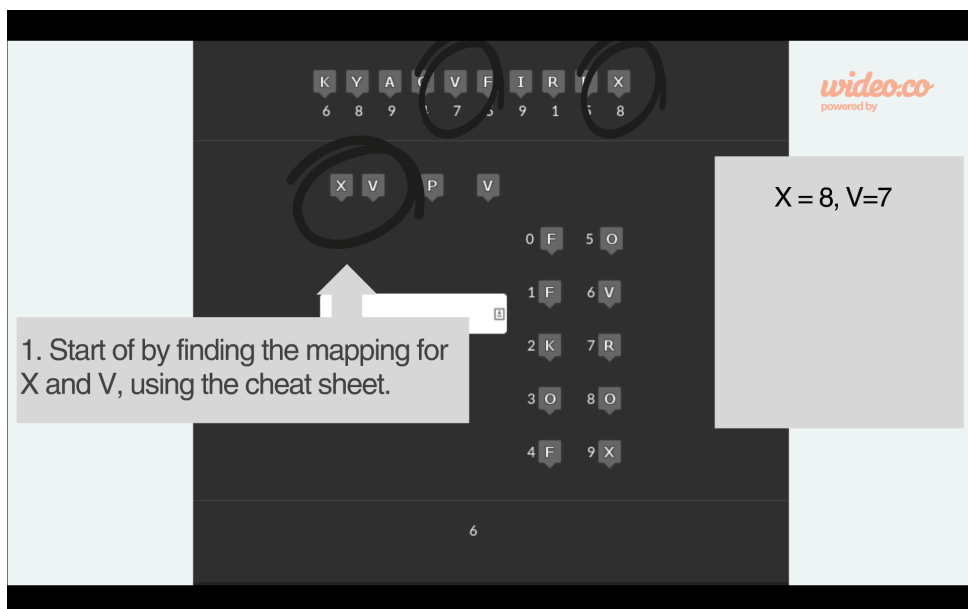 K Y A V F I R X
6 8 9 7 9 1 8
wideo.co
powered by
X V P V
X = 8, V=7
0 F 5 O
1 F 6 V
2 K 7 R
3 O 8 O
4 F 9 X
1. Start of by finding the mapping for
X and V, using the cheat sheet.
6